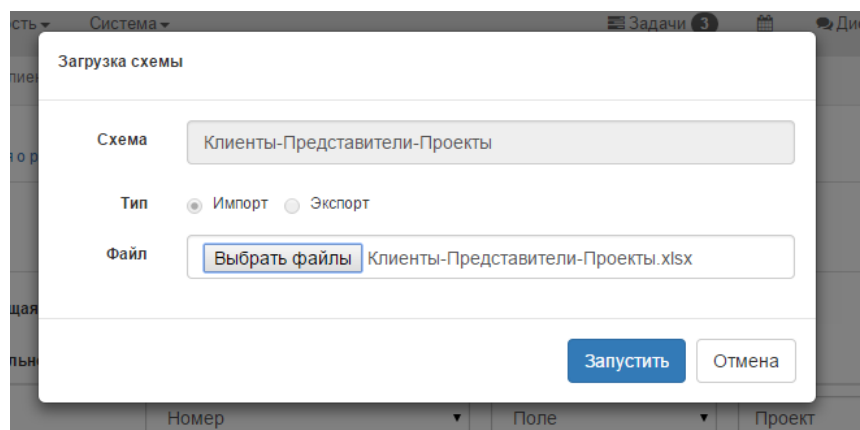 Система
Задачи 3
Загрузка схемы
Схема
Клиенты-Представители-Проекты
Тип
Импорт
Экспорт
Файл
Выбрать файлы Клиенты-Представители-Проекты.xlsx
Запустить
Отмена
Номер
Поле
Проект